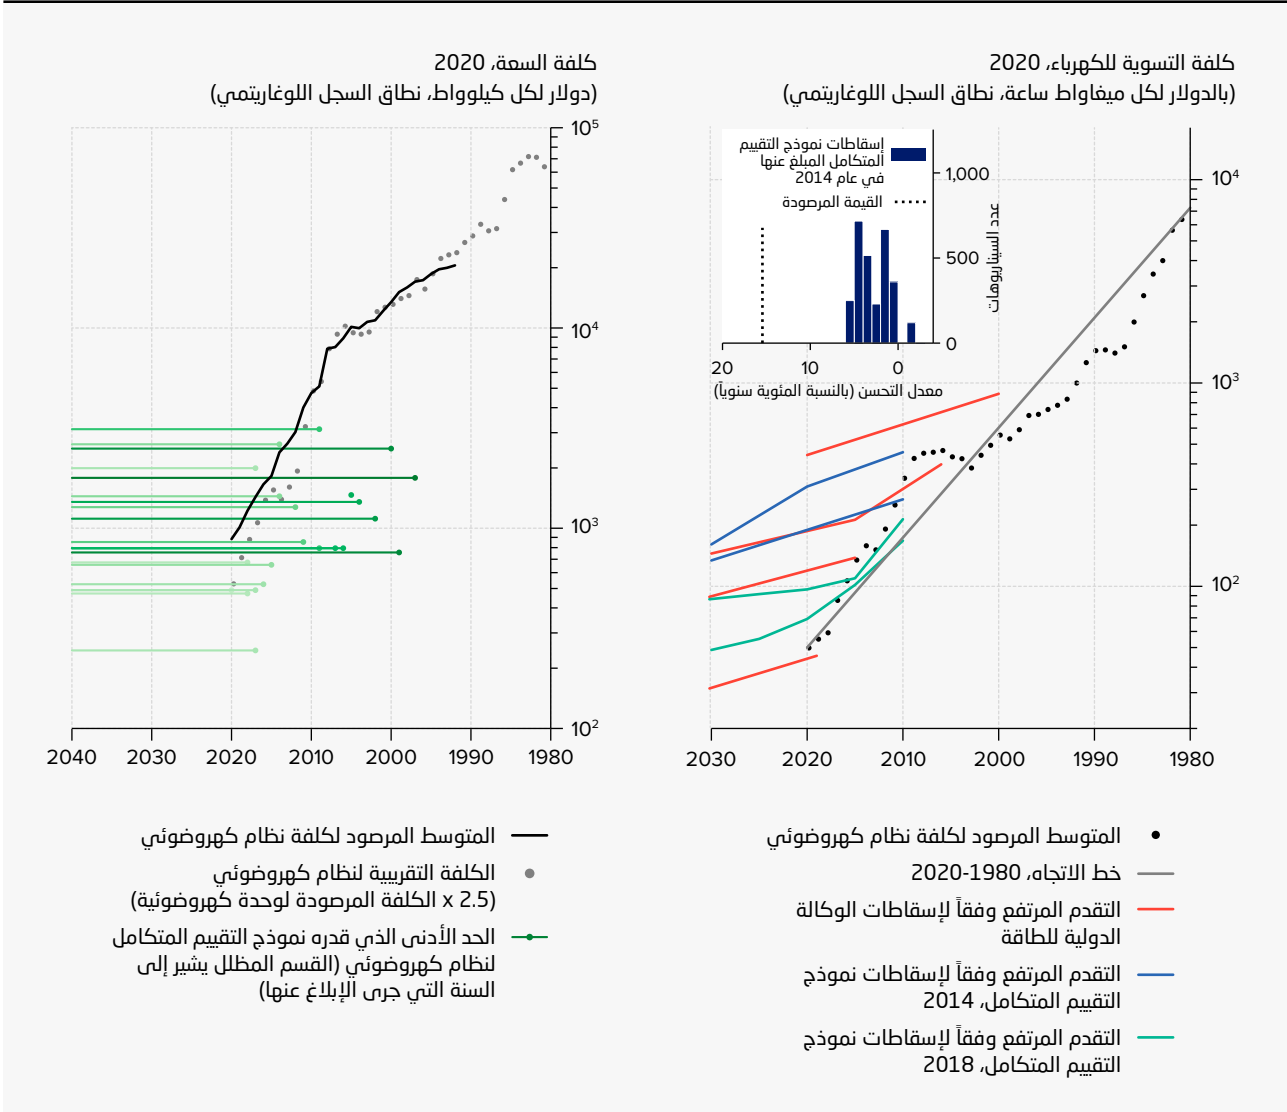 كلفة التسوية للكهرباء، 2020
(بالدولار لكل ميغاواط ساعة، نطاق السجل اللوغاريتمي)
إسقاطات نموذج التقييم
المتكامل المبلغ عنها
في عام 2014
القيمة المرصودة
1,000
500
0
عدد السيناريوهات
20 10 0
معدل التحسن (بالنسبة المئوية سنوياً)
10⁴
10³
10²
2030 2020 2010 2000 1990 1980
المتوسط المرصود لكلفة نظام كهروضوئي
خط الاتجاه، 1980-2020
التقدم المرتفع وفقاً لإسقاطات الوكالة
الدولية للطاقة
التقدم المرتفع وفقاً لإسقاطات نموذج
التقييم المتكامل، 2014
التقدم المرتفع وفقاً لإسقاطات نموذج
التقييم المتكامل، 2018
كلفة السعة، 2020
(دولار لكل كيلوواط، نطاق السجل اللوغاريتمي)
10⁵
10⁴
10³
10²
2040 2030 2020 2010 2000 1990 1980
المتوسط المرصود لكلفة نظام كهروضوئي
الكلفة التقريبية لنظام كهروضوئي
(2.5 x الكلفة المرصودة لوحدة كهروضوئية)
الحد الأدنى الذي قدره نموذج التقييم المتكامل
لنظام كهروضوئي (القسم المظلل يشير إلى
السنة التي جرى الإبلاغ عنها)